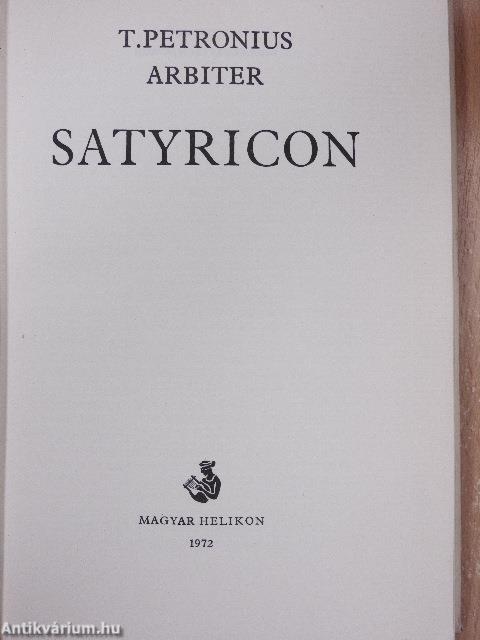 T.PETRONIUS
ARBITER
SATYRICON
MAGYAR HELIKON
1972
Antikvárium.hu